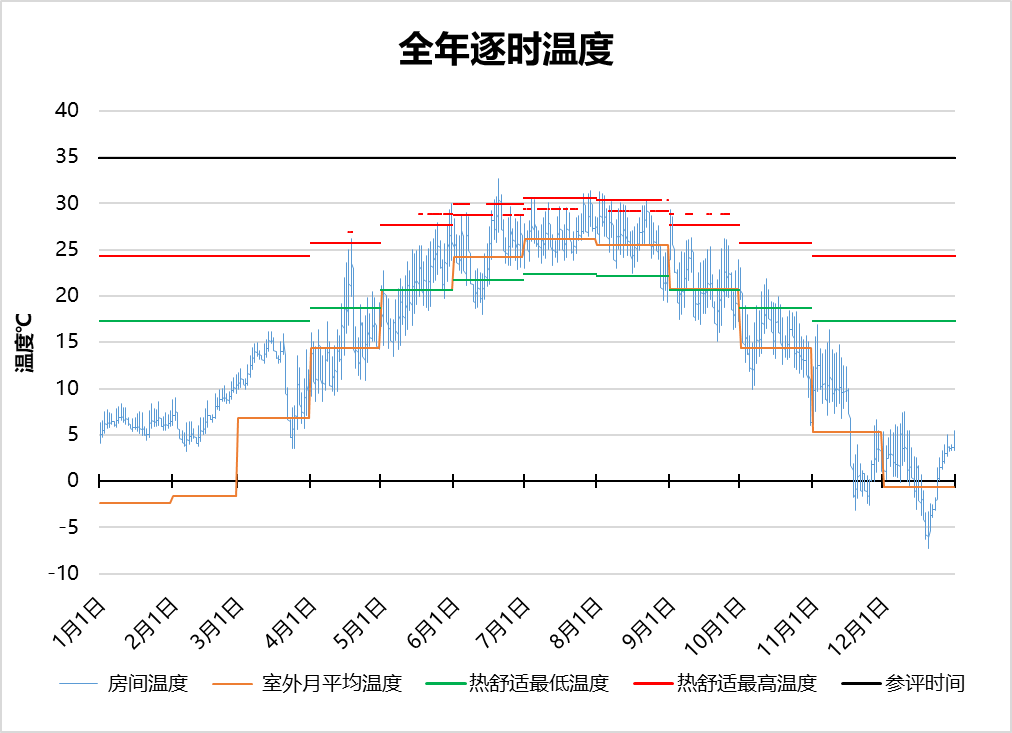 全年逐时温度
40
35
30
25
20
15
10
5
0
-5
-10
温度℃
1月1日
2月1日
3月1日
4月1日
5月1日
6月1日
7月1日
8月1日
9月1日
10月1日
11月1日
12月1日
房间温度 室外月平均温度 热舒适最低温度 热舒适最高温度 参评时间